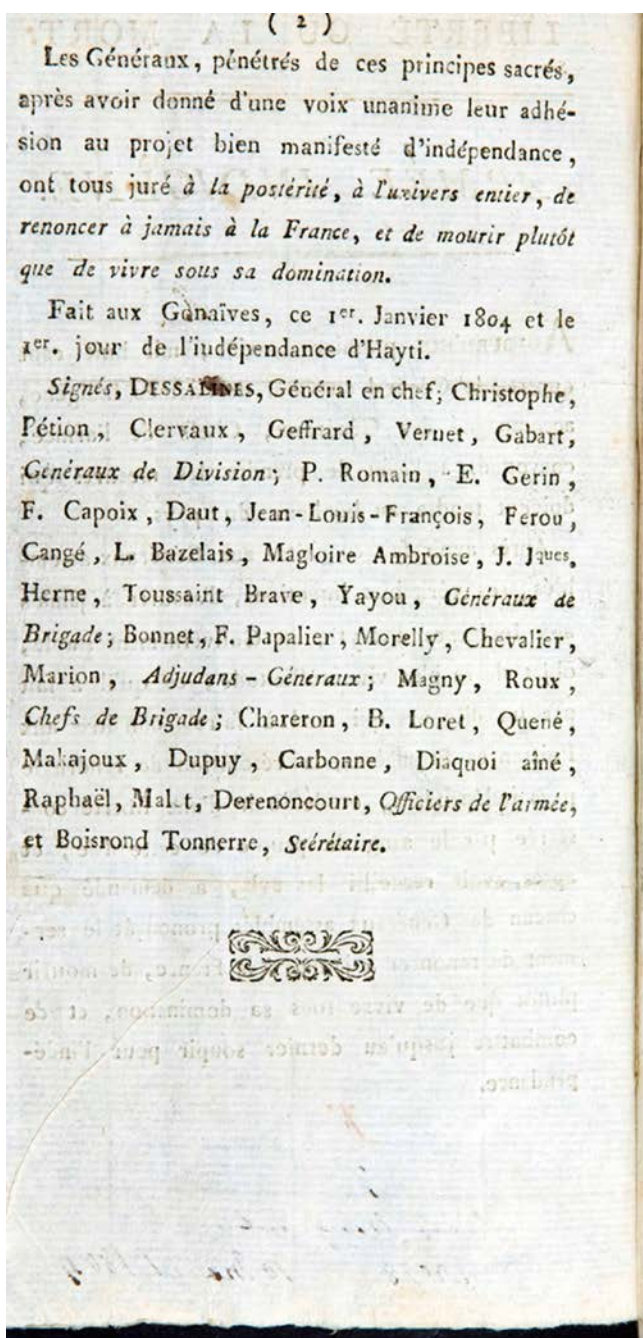 ( 2 )
Les Généraux, pénétrés de ces principes sacrés,
après avoir donné d'une voix unanime leur adhé-
sion au projet bien manifesté d'indépendance,
ont tous juré à la postérité, à l'univers entier, de
renoncer à jamais à la France, et de mourir plutôt
que de vivre sous sa domination.
Fait aux Gonaïves, ce 1er. Janvier 1804 et le
1er. jour de l'indépendance d'Hayti.
Signés, DESSALINES, Général en chef; Christophe,
Pétion, Clervaux, Geffrard, Vernet, Gabart,
Généraux de Division; P. Romain, E. Gerin,
F. Capoix, Daut, Jean-Louis-François, Ferou,
Cangé, L. Bazelais, Magloire Ambroise, J. Jques.
Herne, Toussaint Brave, Yayou, Généraux de
Brigade; Bonnet, F. Papalier, Morelly, Chevalier,
Marion, Adjudans-Généraux; Magny, Roux,
Chefs de Brigade; Chareron, B. Loret, Quené,
Makajoux, Dupuy, Carbonne, Diaquoi aîné,
Raphaël, Malet, Derenoncourt, Officiers de l'armée,
et Boisrond Tonnerre, Secrétaire.